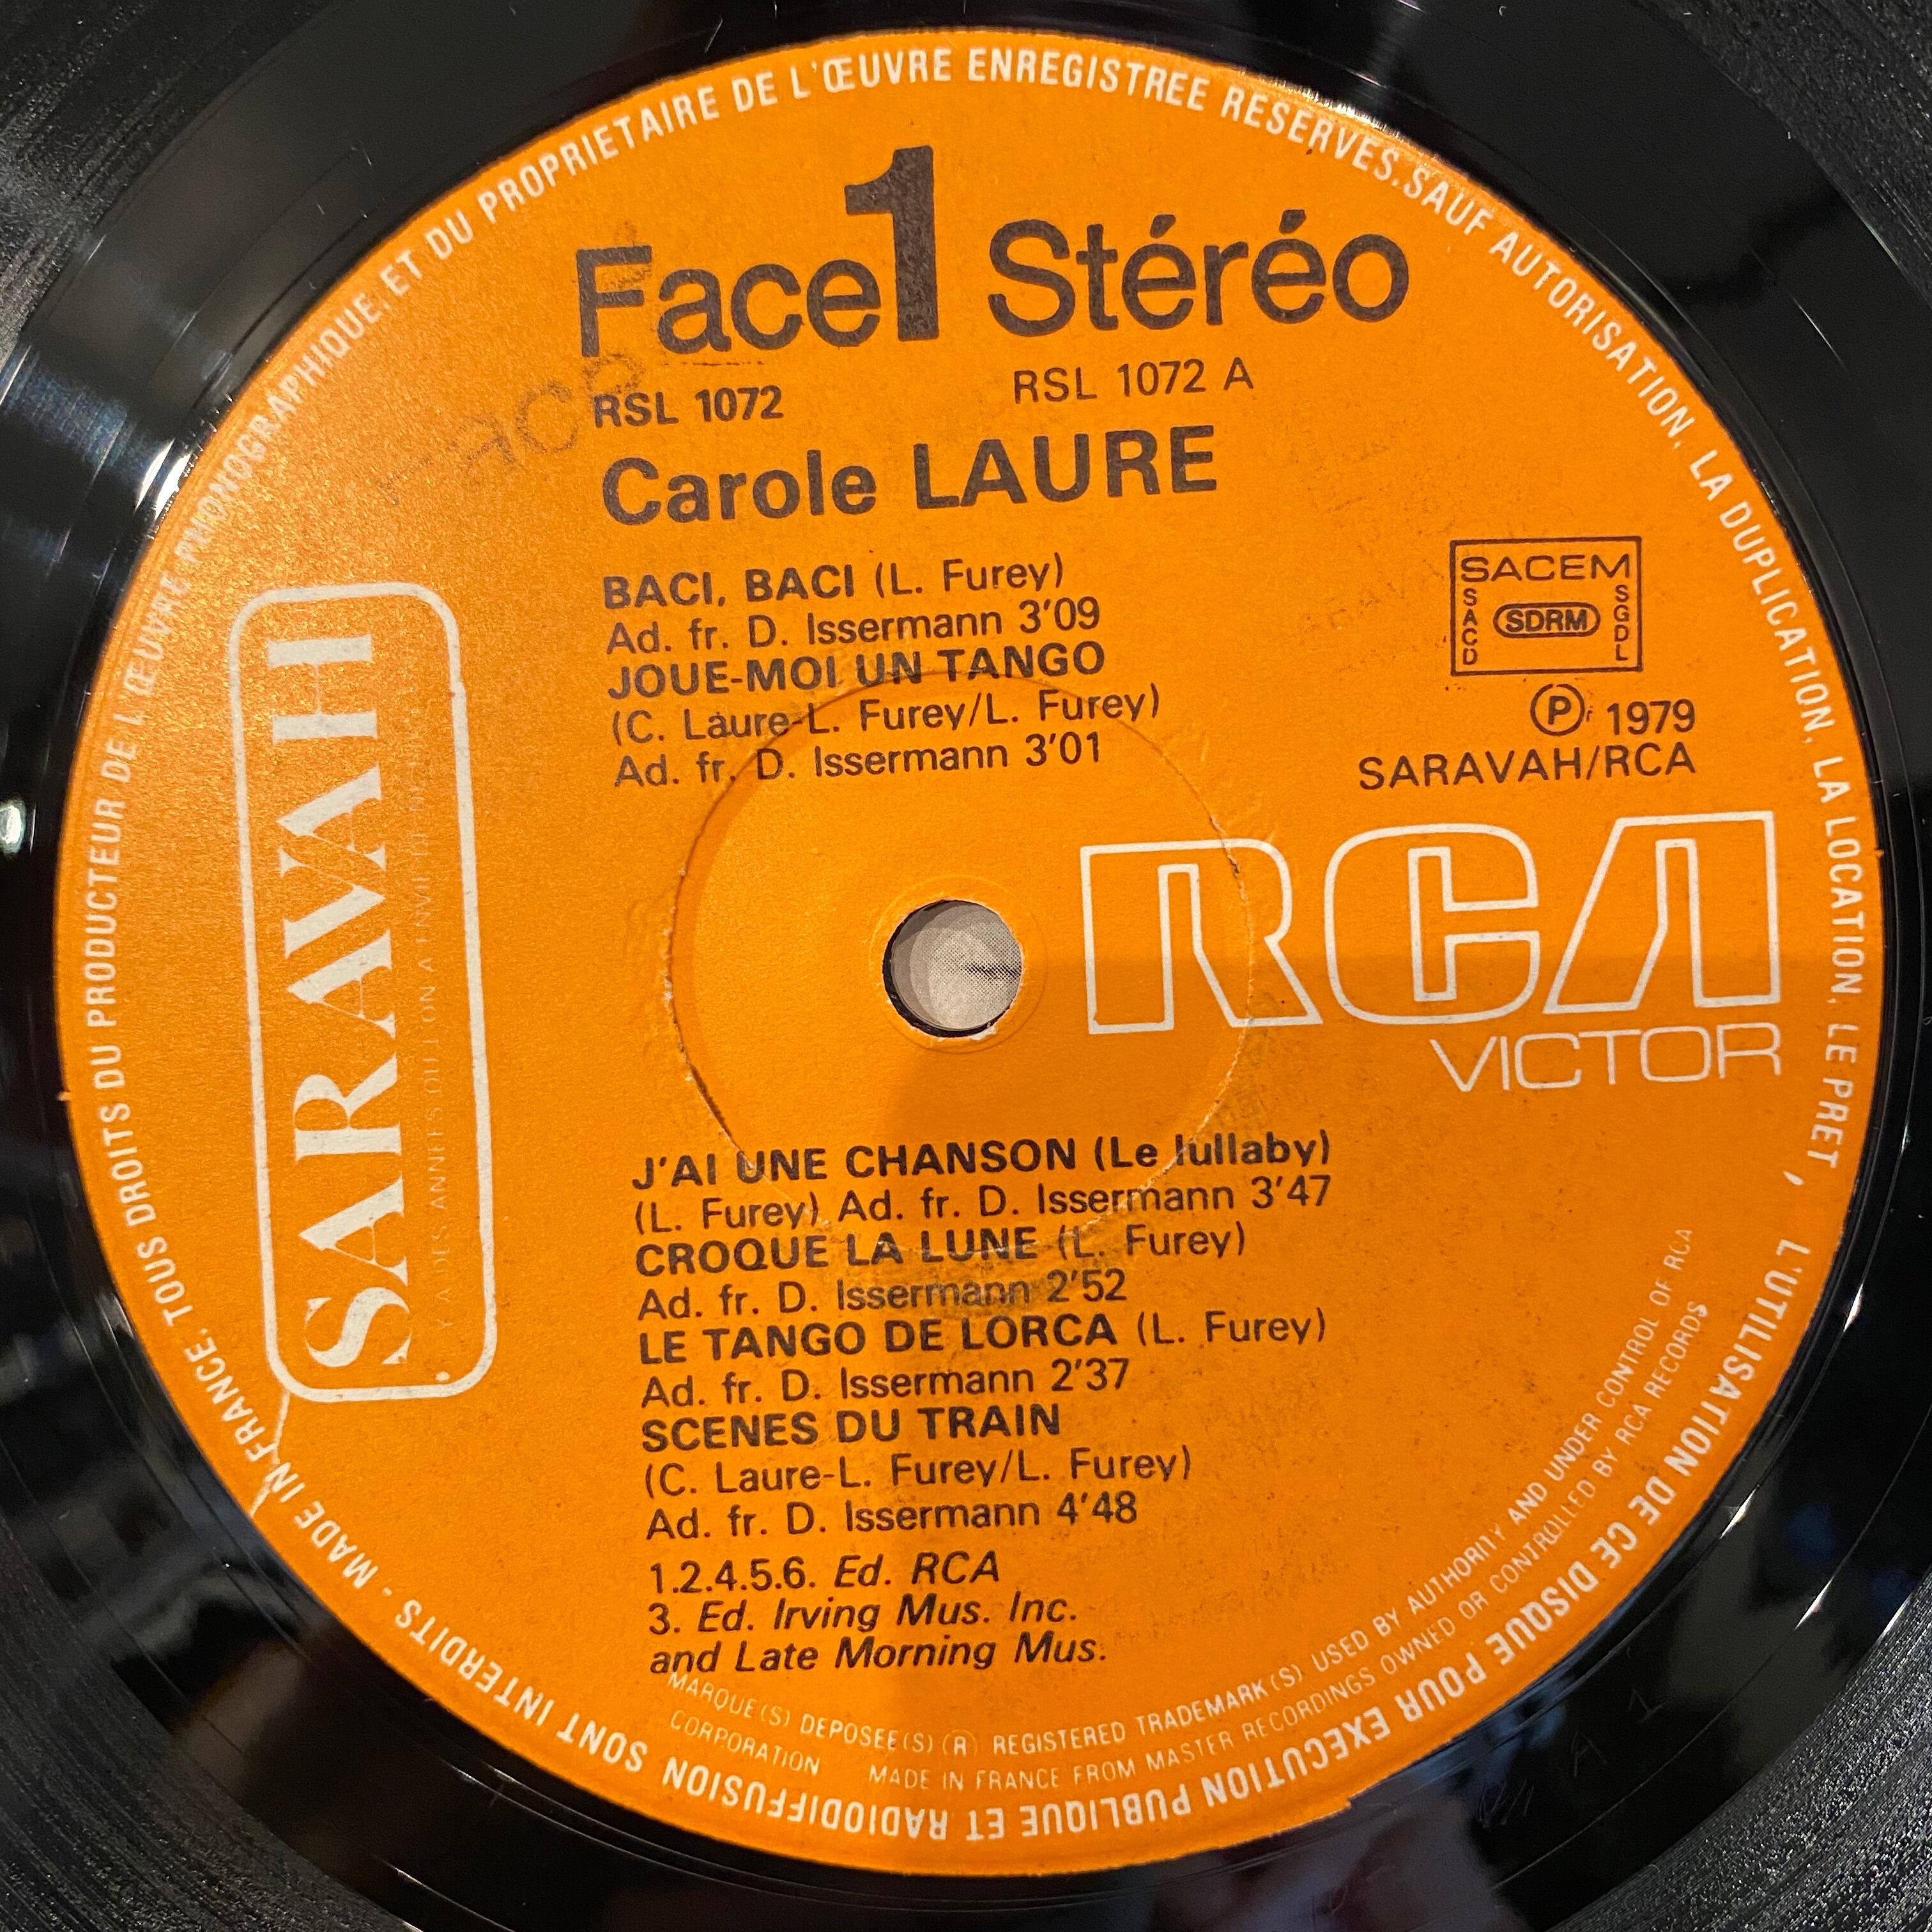 Face 1 Stéréo
RSL 1072
RSL 1072 A
Carole LAURE
BACI, BACI (L. Furey)
Ad. fr. D. Issermann 3'09
JOUE-MOI UN TANGO
(C. Laure-L. Furey/L. Furey)
Ad. fr. D. Issermann 3'01
SACEM
SACD
SDRM
SGDL
Ⓟ 1979
SARAVAH/RCA
SARAVAH
RCA
VICTOR
J'AI UNE CHANSON (Le lullaby)
(L. Furey) Ad. fr. D. Issermann 3'47
CROQUE LA LUNE (L. Furey)
Ad. fr. D. Issermann 2'52
LE TANGO DE LORCA (L. Furey)
Ad. fr. D. Issermann 2'37
SCENES DU TRAIN
(C. Laure-L. Furey/L. Furey)
Ad. fr. D. Issermann 4'48
1.2.4.5.6. Ed. RCA
3. Ed. Irving Mus. Inc.
and Late Morning Mus.
MARQUE(S) DEPOSEE(S) ® REGISTERED TRADEMARK(S) USED BY AUTHORITY AND UNDER CONTROL OF RCA
CORPORATION MADE IN FRANCE FROM MASTER RECORDINGS OWNED OR CONTROLLED BY RCA RECORDS
MADE IN FRANCE. TOUS DROITS DU PRODUCTEUR DE L'ŒUVRE PHONOGRAPHIQUE. ET DU PROPRIETAIRE DE L'ŒUVRE ENREGISTREE RESERVES. SAUF AUTORISATION, LA DUPLICATION, LA LOCATION, LE PRET, L'UTILISATION DE CE DISQUE POUR EXECUTION PUBLIQUE ET RADIODIFFUSION SONT INTERDITS -